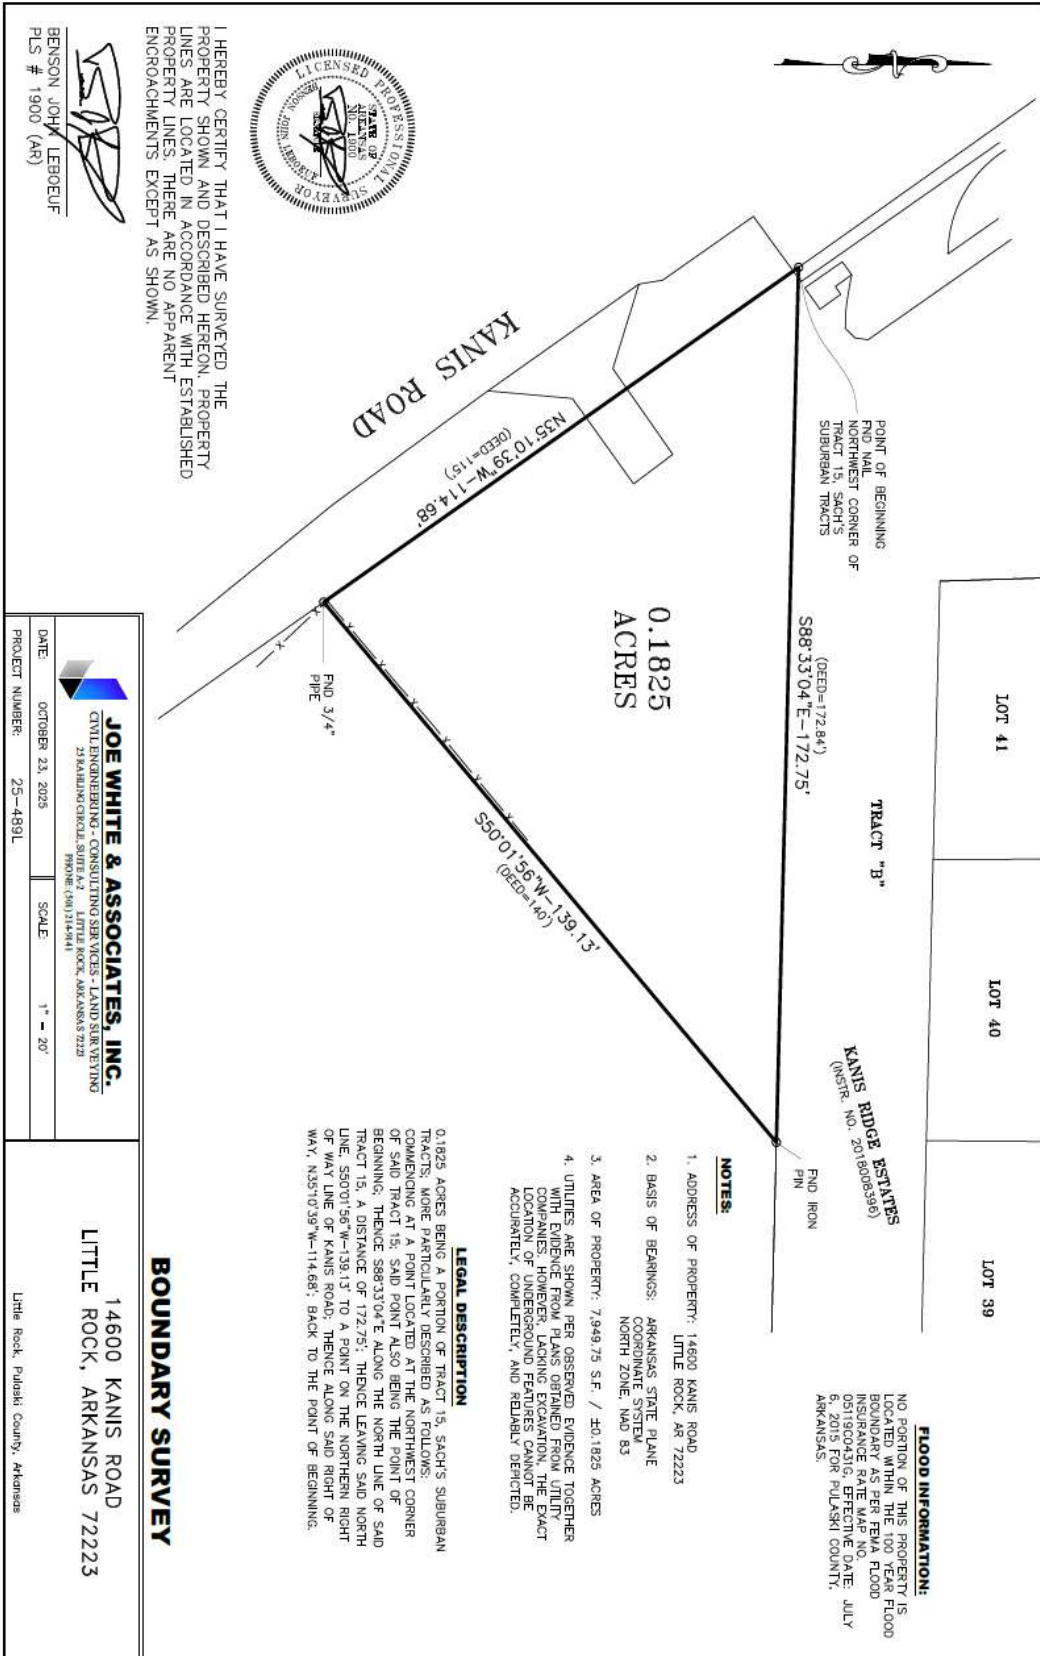 POINT OF BEGINNING
FND NAIL
NORTHWEST CORNER OF
TRACT 15, SACH'S
SUBURBAN TRACTS
LOT 41
LOT 40
LOT 39
TRACT "B"
KANIS RIDGE ESTATES
(INSTR. NO. 2018008396)
(DEED=172.84')
S88°33'04"E-172.75'
FND IRON
PIN
0.1825
ACRES
KANIS ROAD
N35°10'39"W-114.68'
(DEED=115')
S50°01'56"W-139.13'
(DEED=140')
FND 3/4"
PIPE
FLOOD INFORMATION:
NO PORTION OF THIS PROPERTY IS
LOCATED WITHIN THE 100 YEAR FLOOD
BOUNDARY AS PER FEMA FLOOD
INSURANCE RATE MAP NO.
05119C0431G, EFFECTIVE DATE: JULY
6, 2015 FOR PULASKI COUNTY,
ARKANSAS.
NOTES:
1. ADDRESS OF PROPERTY: 14600 KANIS ROAD
LITTLE ROCK, AR 72223
2. BASIS OF BEARINGS: ARKANSAS STATE PLANE
COORDINATE SYSTEM
NORTH ZONE, NAD 83
3. AREA OF PROPERTY: 7,949.75 S.F. / ±0.1825 ACRES
4. UTILITIES ARE SHOWN PER OBSERVED EVIDENCE TOGETHER
WITH EVIDENCE FROM PLANS OBTAINED FROM UTILITY
COMPANIES. HOWEVER, LACKING EXCAVATION, THE EXACT
LOCATION OF UNDERGROUND FEATURES CANNOT BE
ACCURATELY, COMPLETELY, AND RELIABLY DEPICTED.
LEGAL DESCRIPTION
0.1825 ACRES BEING A PORTION OF TRACT 15, SACH'S SUBURBAN
TRACTS; MORE PARTICULARLY DESCRIBED AS FOLLOWS:
COMMENCING AT A POINT LOCATED AT THE NORTHWEST CORNER
OF SAID TRACT 15; SAID POINT ALSO BEING THE POINT OF
BEGINNING; THENCE S88°33'04"E ALONG THE NORTH LINE OF SAID
TRACT 15, A DISTANCE OF 172.75'; THENCE LEAVING SAID NORTH
LINE, S50°01'56"W-139.13' TO A POINT ON THE NORTHERN RIGHT
OF WAY LINE OF KANIS ROAD; THENCE ALONG SAID RIGHT OF
WAY, N35°10'39"W-114.68'; BACK TO THE POINT OF BEGINNING.
LICENSED PROFESSIONAL SURVEYOR
STATE OF
ARKANSAS
NO. 1900
BENSON JOHN LEBOEUF
I HEREBY CERTIFY THAT I HAVE SURVEYED THE
PROPERTY SHOWN AND DESCRIBED HEREON. PROPERTY
LINES ARE LOCATED IN ACCORDANCE WITH ESTABLISHED
PROPERTY LINES. THERE ARE NO APPARENT
ENCROACHMENTS EXCEPT AS SHOWN.
BENSON JOHN LEBOEUF
PLS # 1900 (AR)
JOE WHITE & ASSOCIATES, INC.
CIVIL ENGINEERING - CONSULTING SERVICES - LAND SURVEYING
25 RAHLING CIRCLE, SUITE A-2 LITTLE ROCK, ARKANSAS 72223
PHONE: (501) 214-9141
DATE: OCTOBER 23, 2025
SCALE: 1" = 20'
PROJECT NUMBER: 25-489L
BOUNDARY SURVEY
14600 KANIS ROAD
LITTLE ROCK, ARKANSAS 72223
Little Rock, Pulaski County, Arkansas